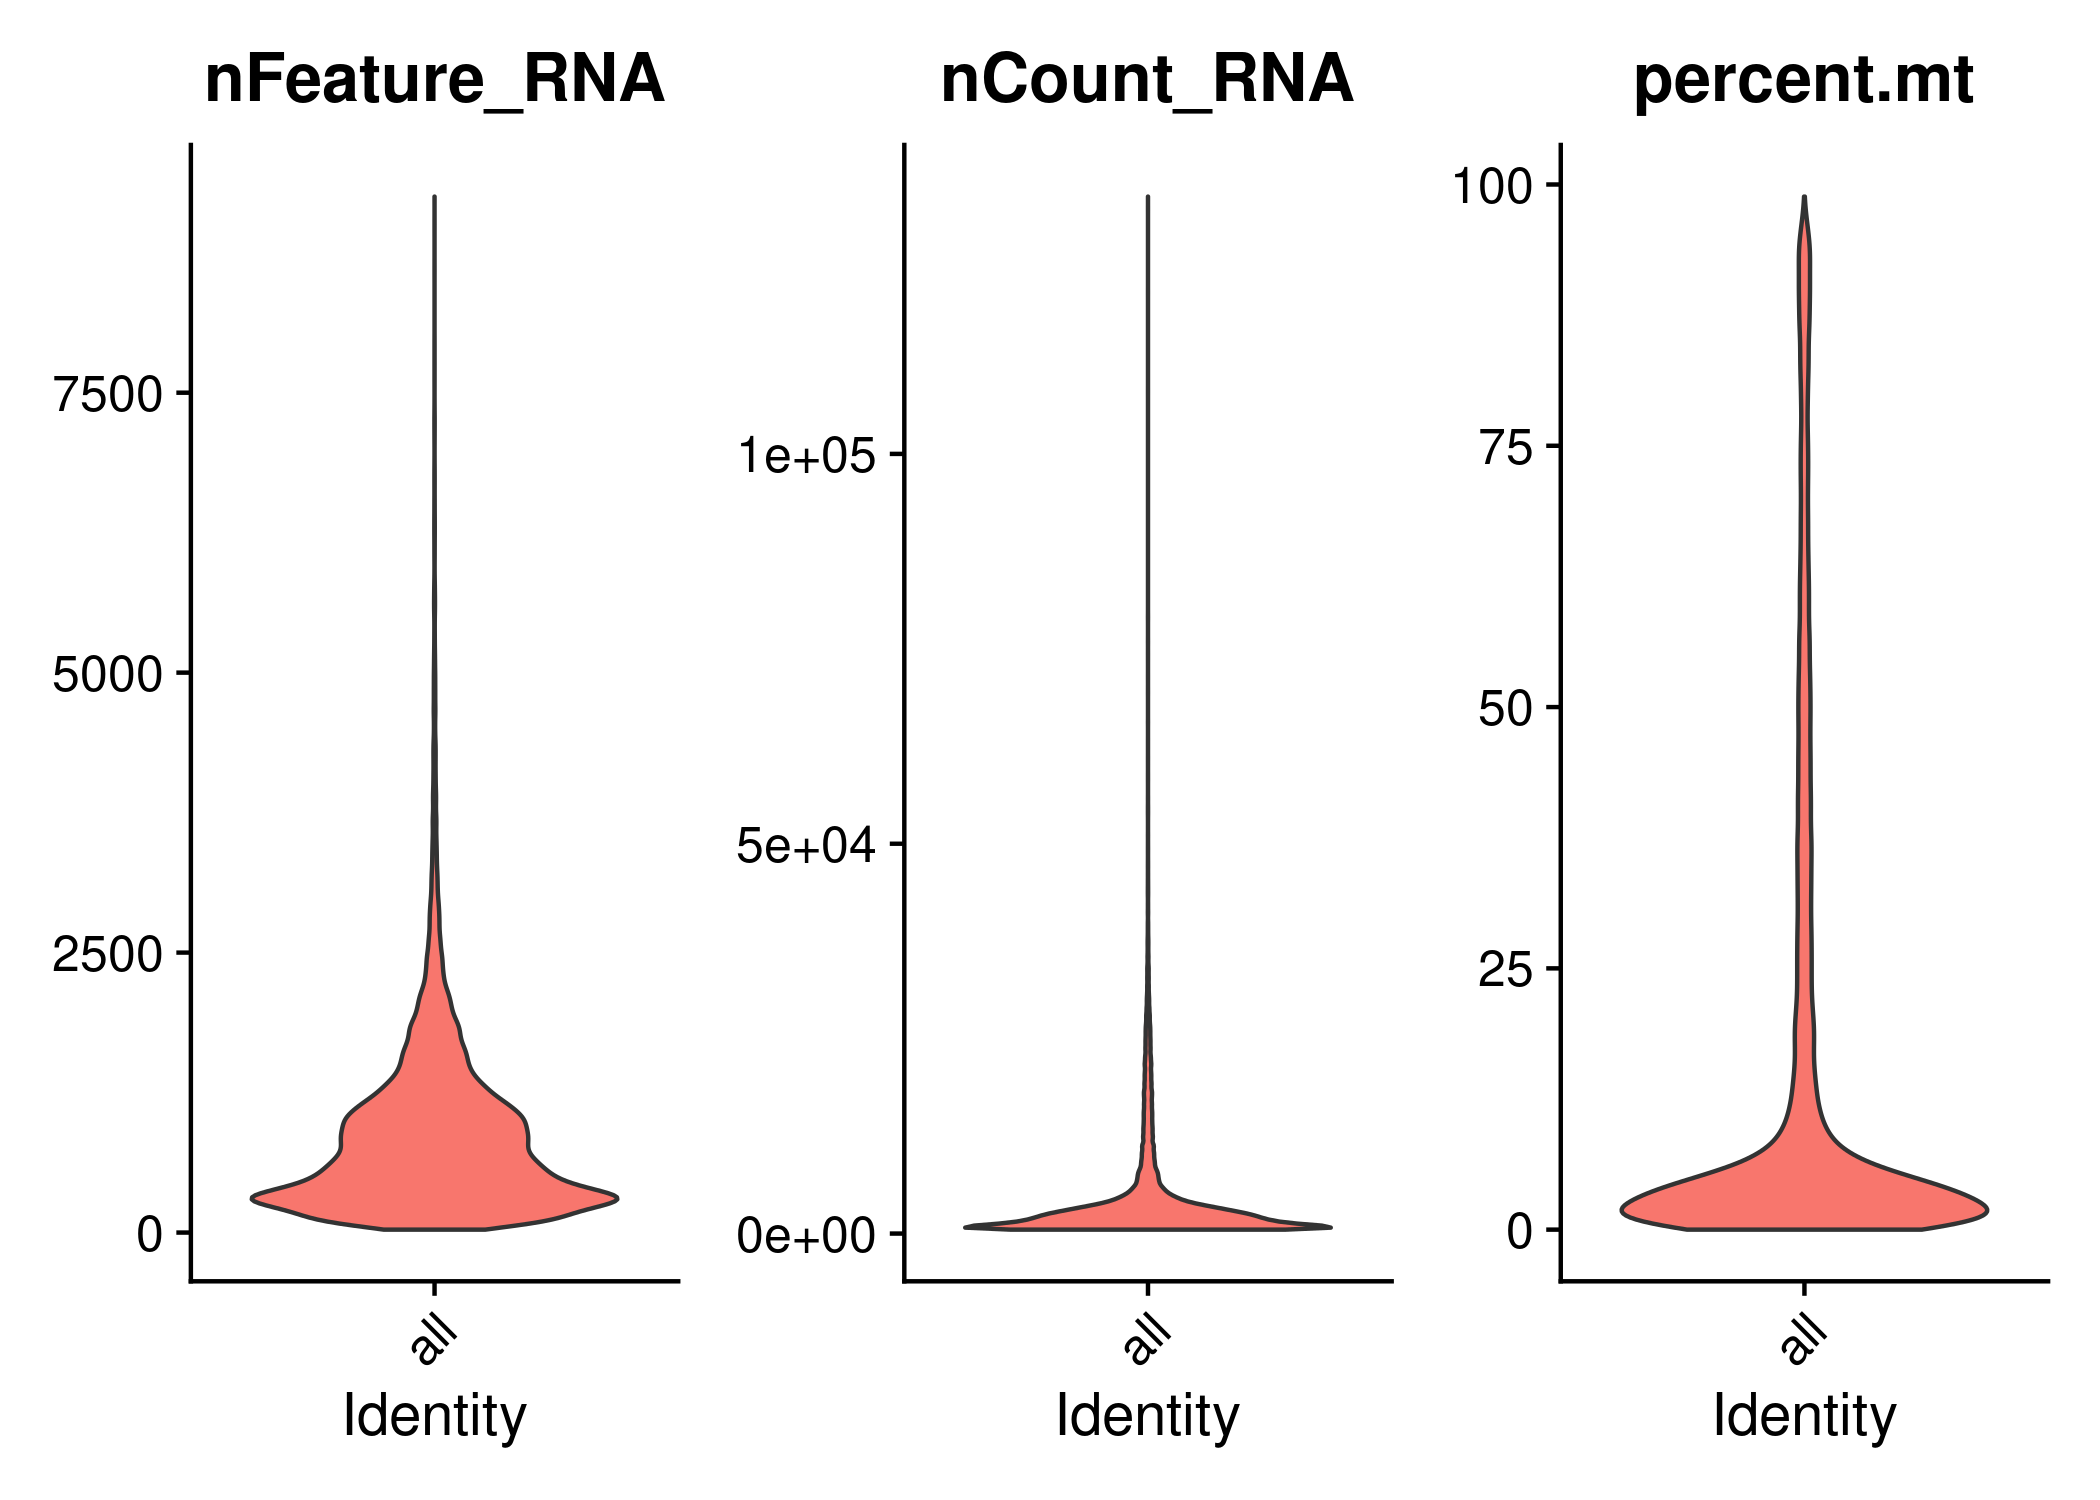 nFeature_RNA
7500
5000
2500
0
all
Identity
nCount_RNA
1e+05
5e+04
0e+00
all
Identity
percent.mt
100
75
50
25
0
all
Identity